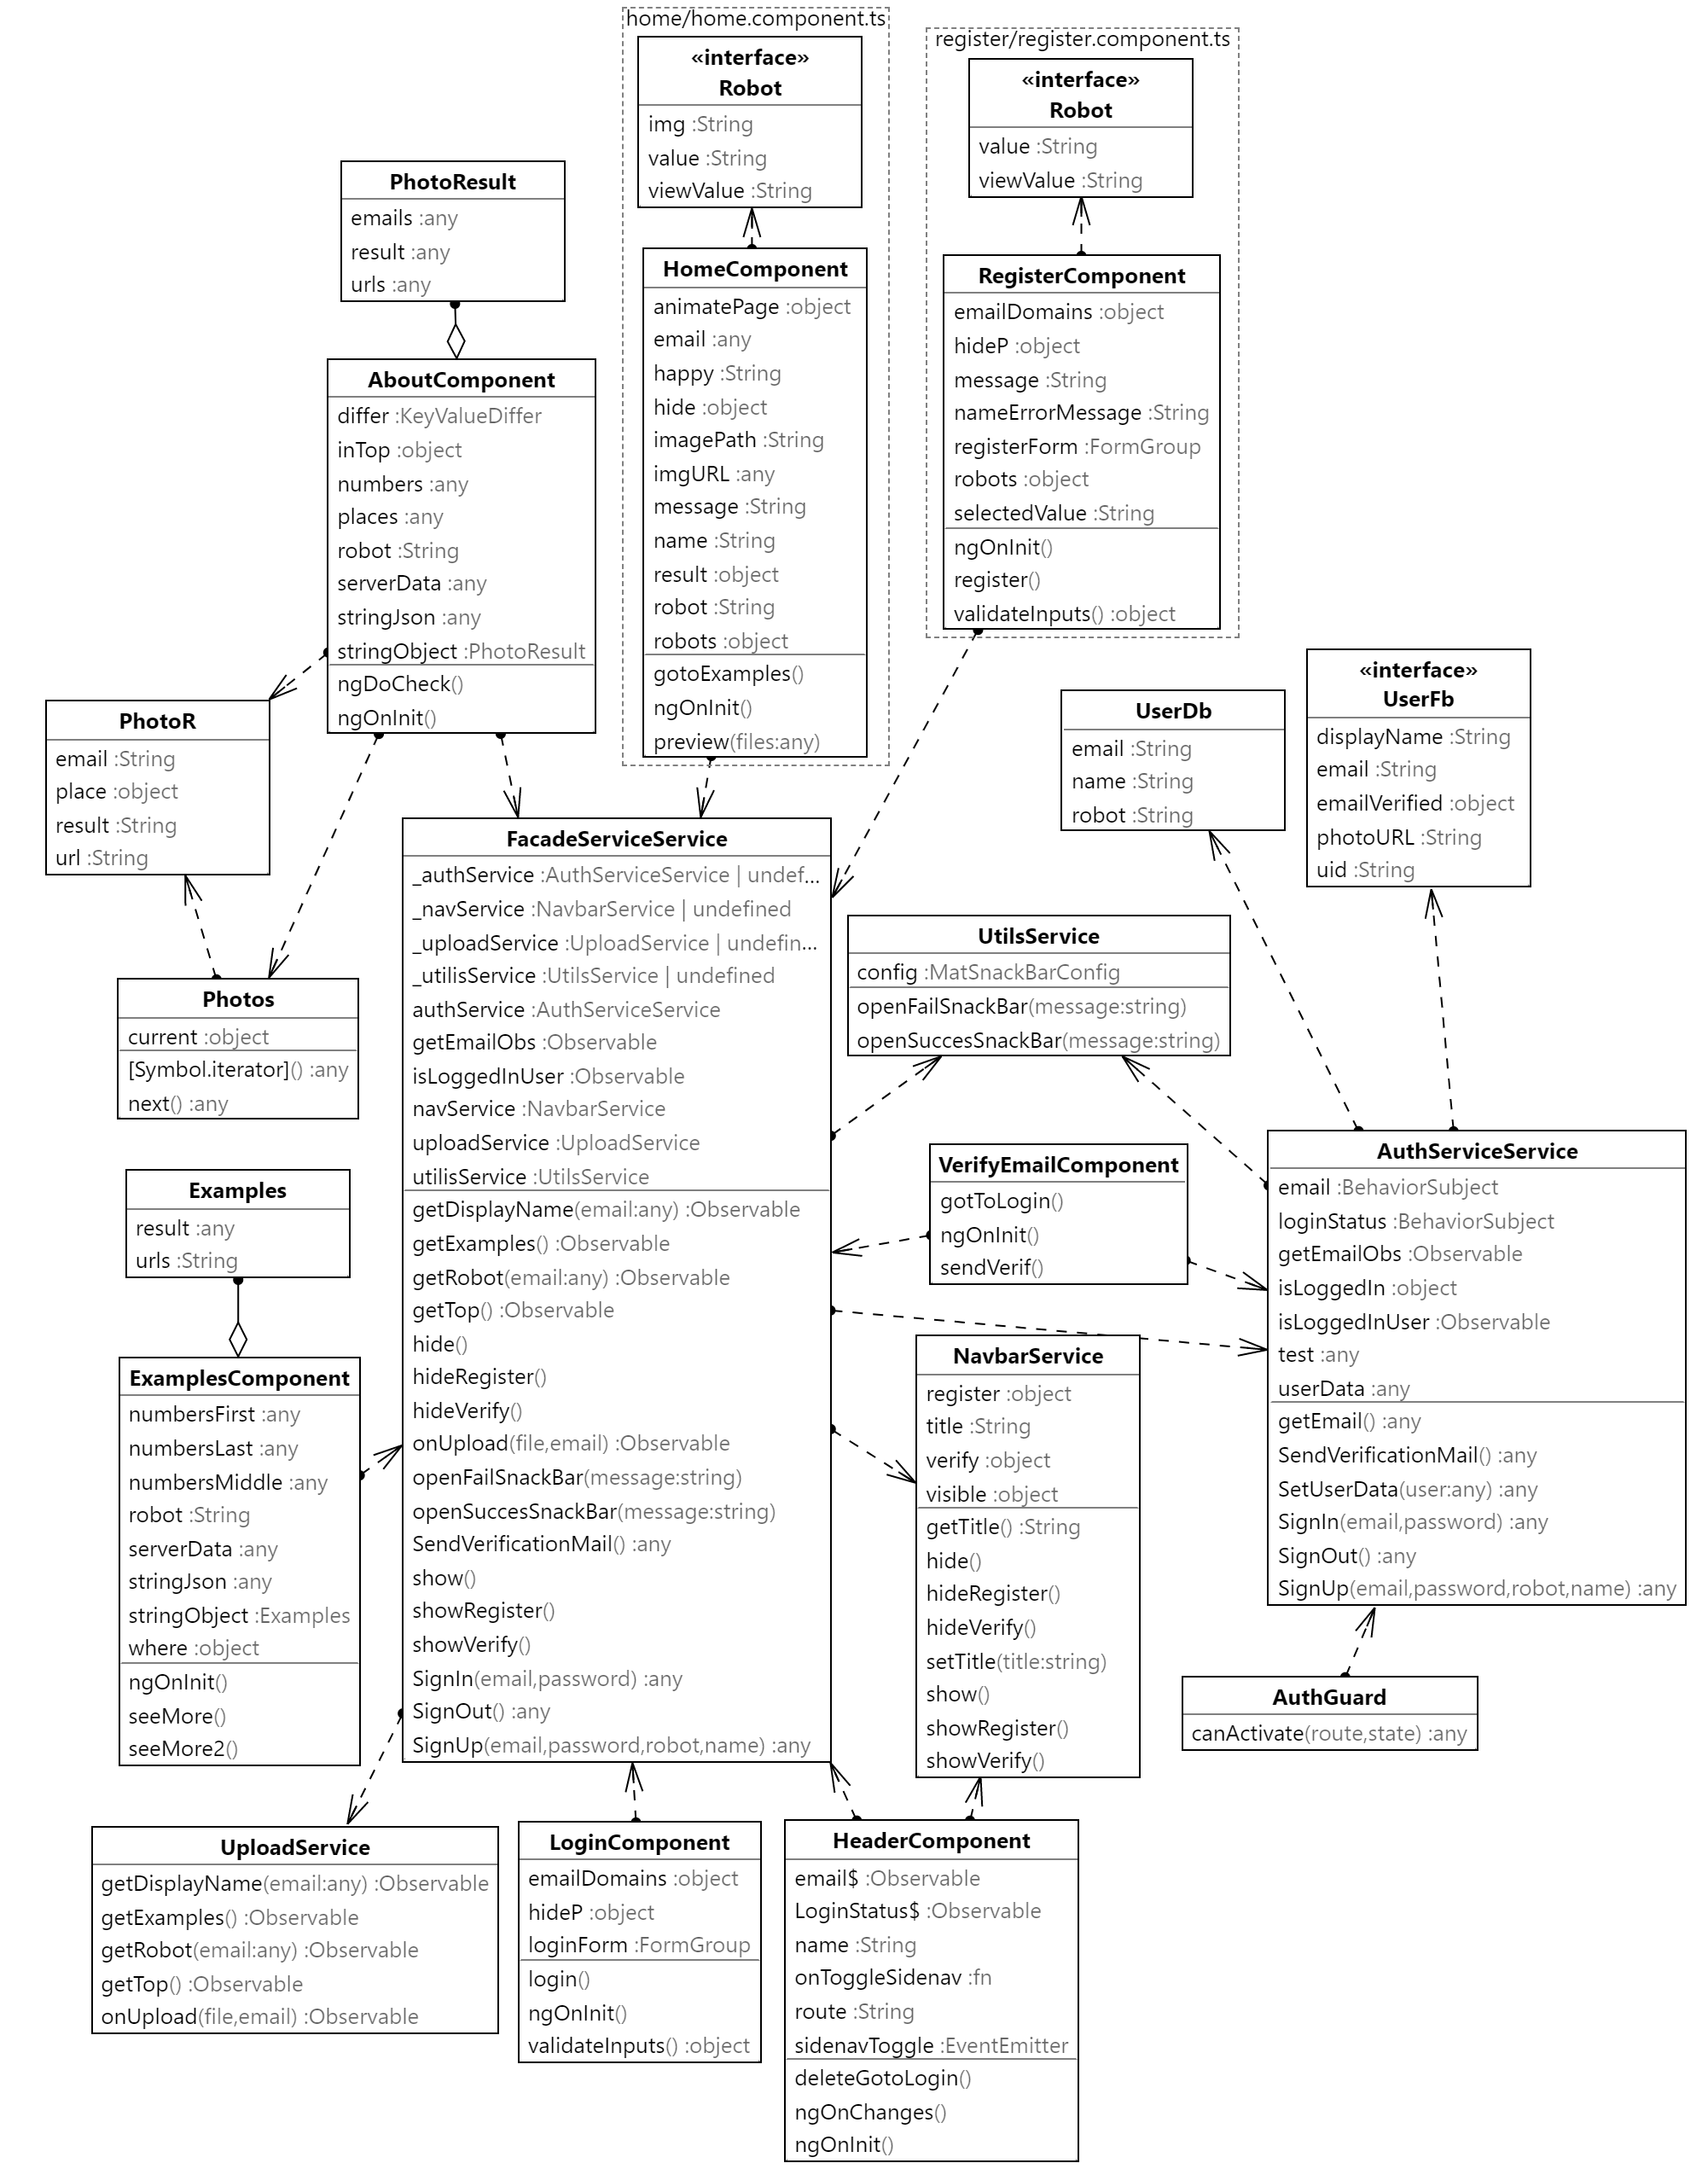 home/home.component.ts
«interface»
Robot
img :String
value :String
viewValue :String
register/register.component.ts
«interface»
Robot
value :String
viewValue :String
PhotoResult
emails :any
result :any
urls :any
HomeComponent
animatePage :object
email :any
happy :String
hide :object
imagePath :String
imgURL :any
message :String
name :String
result :object
robot :String
robots :object
gotoExamples()
ngOnInit()
preview(files:any)
RegisterComponent
emailDomains :object
hideP :object
message :String
nameErrorMessage :String
registerForm :FormGroup
robots :object
selectedValue :String
ngOnInit()
register()
validateInputs() :object
AboutComponent
differ :KeyValueDiffer
inTop :object
numbers :any
places :any
robot :String
serverData :any
stringJson :any
stringObject :PhotoResult
ngDoCheck()
ngOnInit()
PhotoR
email :String
place :object
result :String
url :String
UserDb
email :String
name :String
robot :String
«interface»
UserFb
displayName :String
email :String
emailVerified :object
photoURL :String
uid :String
FacadeServiceService
_authService :AuthServiceService | undef...
_navService :NavbarService | undefined
_uploadService :UploadService | undefin...
_utilisService :UtilsService | undefined
authService :AuthServiceService
getEmailObs :Observable
isLoggedInUser :Observable
navService :NavbarService
uploadService :UploadService
utilisService :UtilsService
getDisplayName(email:any) :Observable
getExamples() :Observable
getRobot(email:any) :Observable
getTop() :Observable
hide()
hideRegister()
hideVerify()
onUpload(file,email) :Observable
openFailSnackBar(message:string)
openSuccesSnackBar(message:string)
SendVerificationMail() :any
show()
showRegister()
showVerify()
SignIn(email,password) :any
SignOut() :any
SignUp(email,password,robot,name) :any
UtilsService
config :MatSnackBarConfig
openFailSnackBar(message:string)
openSuccesSnackBar(message:string)
Photos
current :object
[Symbol.iterator]() :any
next() :any
VerifyEmailComponent
gotToLogin()
ngOnInit()
sendVerif()
AuthServiceService
email :BehaviorSubject
loginStatus :BehaviorSubject
getEmailObs :Observable
isLoggedIn :object
isLoggedInUser :Observable
test :any
userData :any
getEmail() :any
SendVerificationMail() :any
SetUserData(user:any) :any
SignIn(email,password) :any
SignOut() :any
SignUp(email,password,robot,name) :any
Examples
result :any
urls :String
ExamplesComponent
numbersFirst :any
numbersLast :any
numbersMiddle :any
robot :String
serverData :any
stringJson :any
stringObject :Examples
where :object
ngOnInit()
seeMore()
seeMore2()
NavbarService
register :object
title :String
verify :object
visible :object
getTitle() :String
hide()
hideRegister()
hideVerify()
setTitle(title:string)
show()
showRegister()
showVerify()
AuthGuard
canActivate(route,state) :any
UploadService
getDisplayName(email:any) :Observable
getExamples() :Observable
getRobot(email:any) :Observable
getTop() :Observable
onUpload(file,email) :Observable
LoginComponent
emailDomains :object
hideP :object
loginForm :FormGroup
login()
ngOnInit()
validateInputs() :object
HeaderComponent
email$ :Observable
LoginStatus$ :Observable
name :String
onToggleSidenav :fn
route :String
sidenavToggle :EventEmitter
deleteGotoLogin()
ngOnChanges()
ngOnInit()